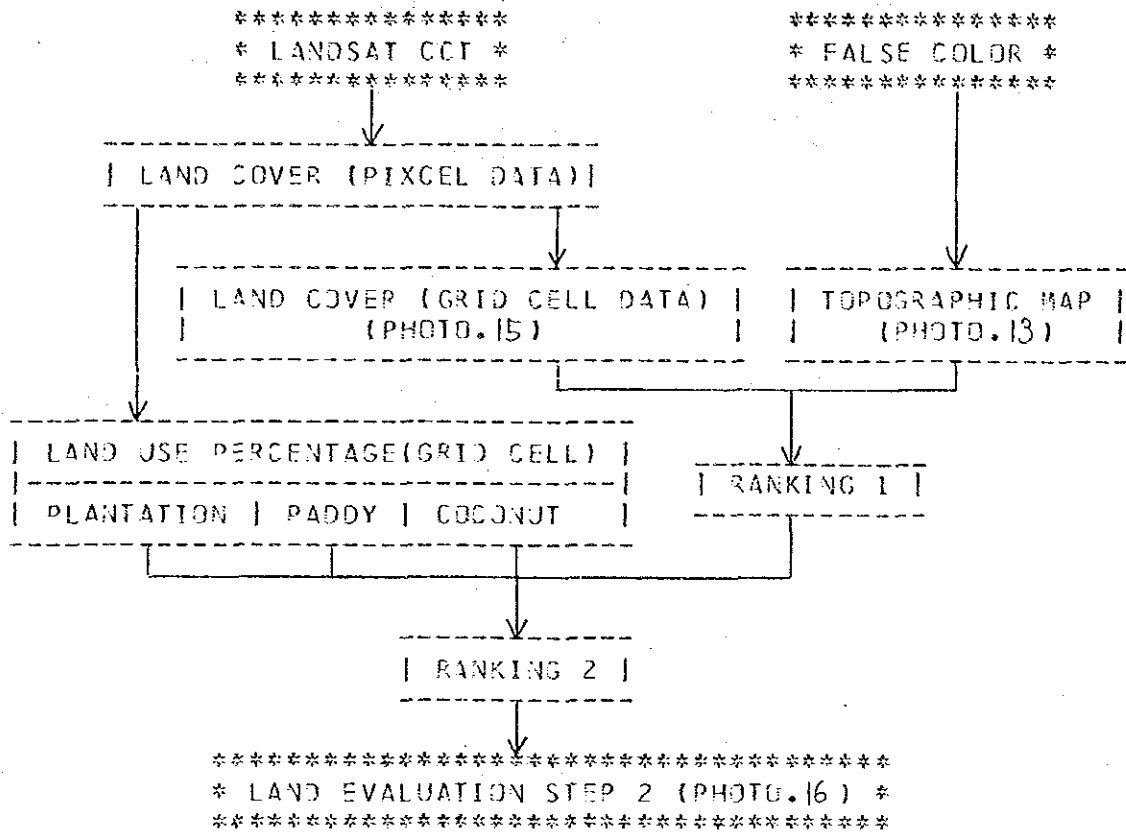 * LANDSAT CCT *
* FALSE COLOR *
| LAND COVER (PIXCEL DATA)|
| LAND COVER (GRID CELL DATA) |
| (PHOTO.15) |
| TOPOGRAPHIC MAP |
| (PHOTO.13) |
| LAND USE PERCENTAGE(GRID CELL) |
| PLANTATION | PADDY | COCONUT |
| RANKING 1 |
| RANKING 2 |
* LAND EVALUATION STEP 2 (PHOTO.16) *